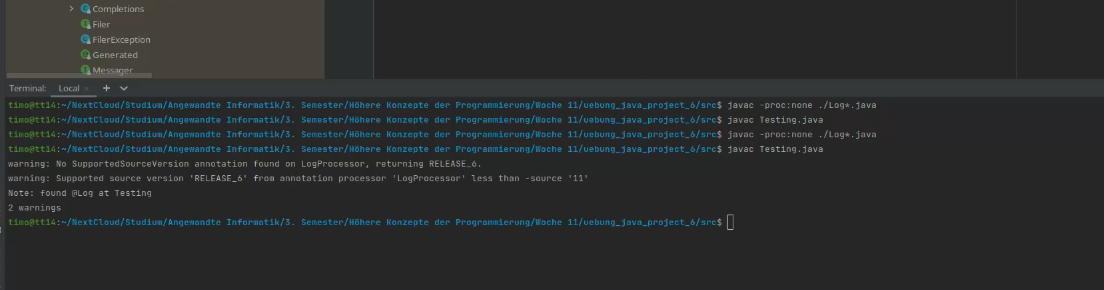 Completions
Filer
FilerException
Generated
Messager
Terminal: Local × +
timo@tt14:~/NextCloud/Studium/Angewandte Informatik/3. Semester/Höhere Konzepte der Programmierung/Woche 11/uebung_java_project_6/src$ javac -proc:none ./Log*.java
timo@tt14:~/NextCloud/Studium/Angewandte Informatik/3. Semester/Höhere Konzepte der Programmierung/Woche 11/uebung_java_project_6/src$ javac Testing.java
timo@tt14:~/NextCloud/Studium/Angewandte Informatik/3. Semester/Höhere Konzepte der Programmierung/Woche 11/uebung_java_project_6/src$ javac -proc:none ./Log*.java
timo@tt14:~/NextCloud/Studium/Angewandte Informatik/3. Semester/Höhere Konzepte der Programmierung/Woche 11/uebung_java_project_6/src$ javac Testing.java
warning: No SupportedSourceVersion annotation found on LogProcessor, returning RELEASE_6.
warning: Supported source version 'RELEASE_6' from annotation processor 'LogProcessor' less than -source '11'
Note: found @Log at Testing
2 warnings
timo@tt14:~/NextCloud/Studium/Angewandte Informatik/3. Semester/Höhere Konzepte der Programmierung/Woche 11/uebung_java_project_6/src$